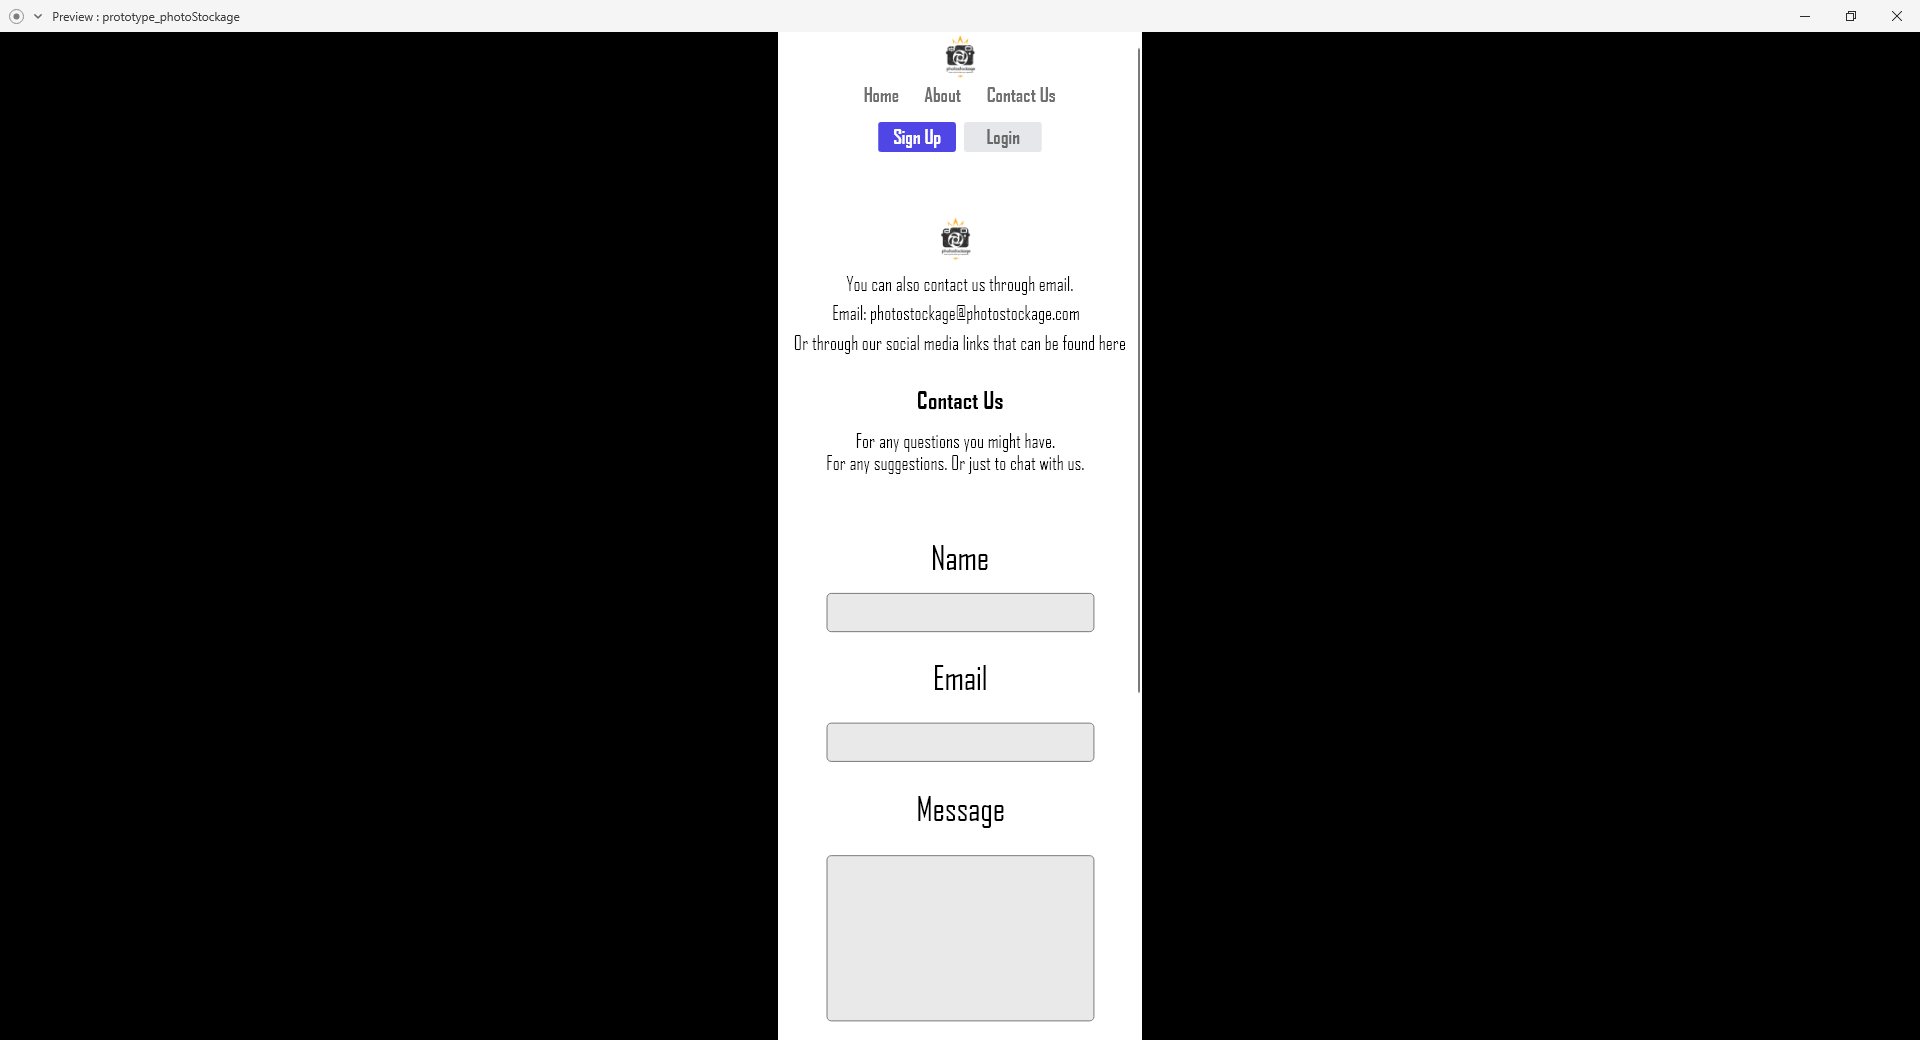 Preview : prototype_photoStockage
photostockage
Home About Contact Us
Sign Up Login
photostockage
You can also contact us through email.
Email: photostockage@photostockage.com
Or through our social media links that can be found here
Contact Us
For any questions you might have.
For any suggestions. Or just to chat with us.
Name
Email
Message